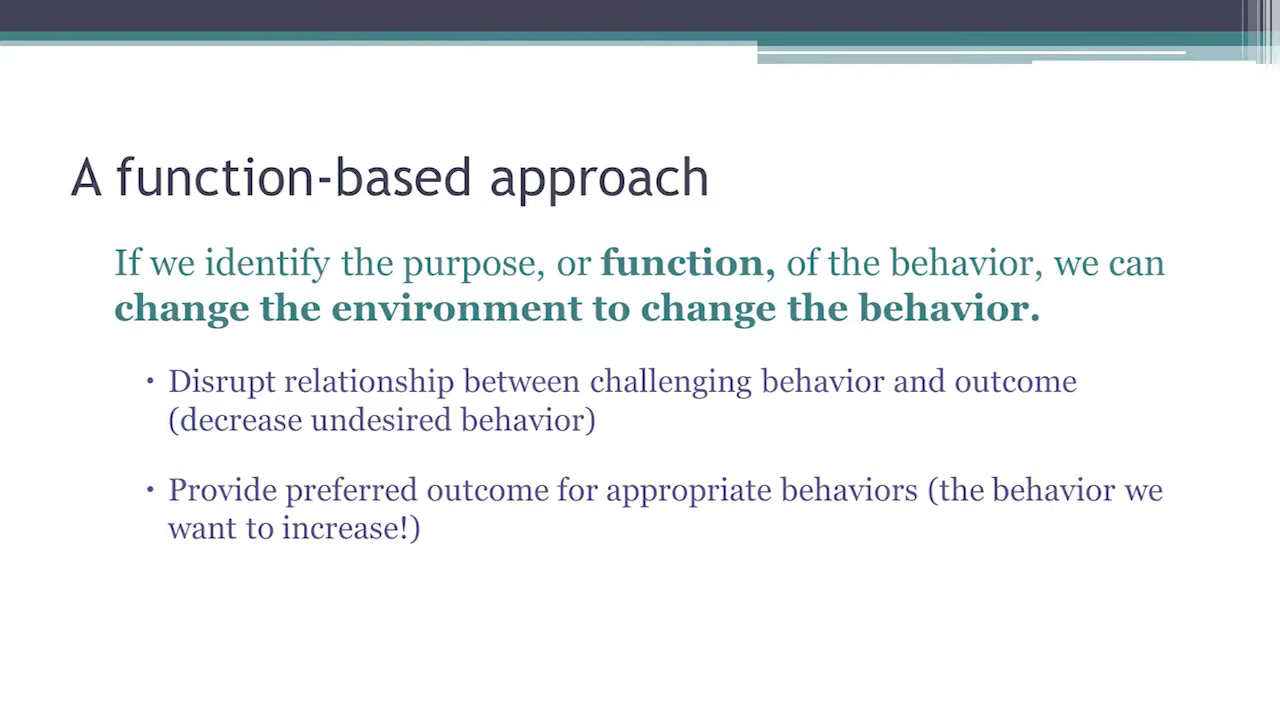 A function-based approach
If we identify the purpose, or function, of the behavior, we can
change the environment to change the behavior.
• Disrupt relationship between challenging behavior and outcome
(decrease undesired behavior)
• Provide preferred outcome for appropriate behaviors (the behavior we
want to increase!)